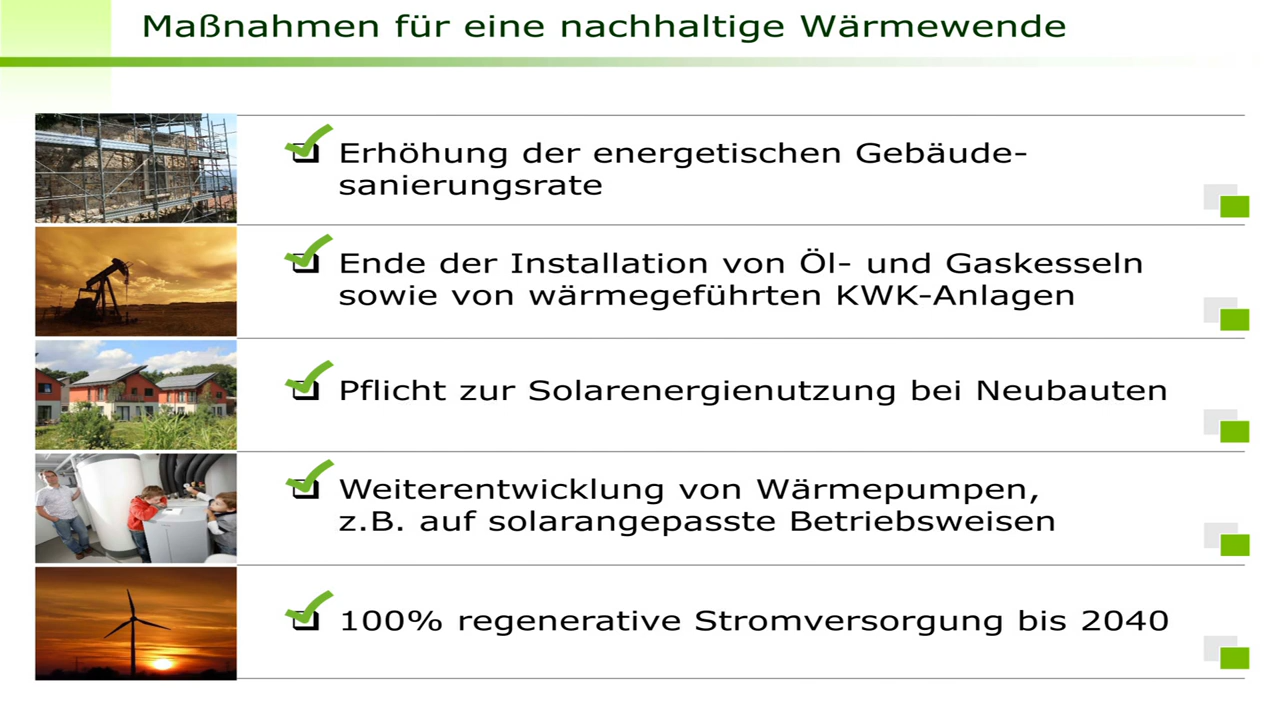 Maßnahmen für eine nachhaltige Wärmewende
Erhöhung der energetischen Gebäude-
sanierungsrate
Ende der Installation von Öl- und Gaskesseln
sowie von wärmegeführten KWK-Anlagen
Pflicht zur Solarenergienutzung bei Neubauten
Weiterentwicklung von Wärmepumpen,
z.B. auf solarangepasste Betriebsweisen
100% regenerative Stromversorgung bis 2040